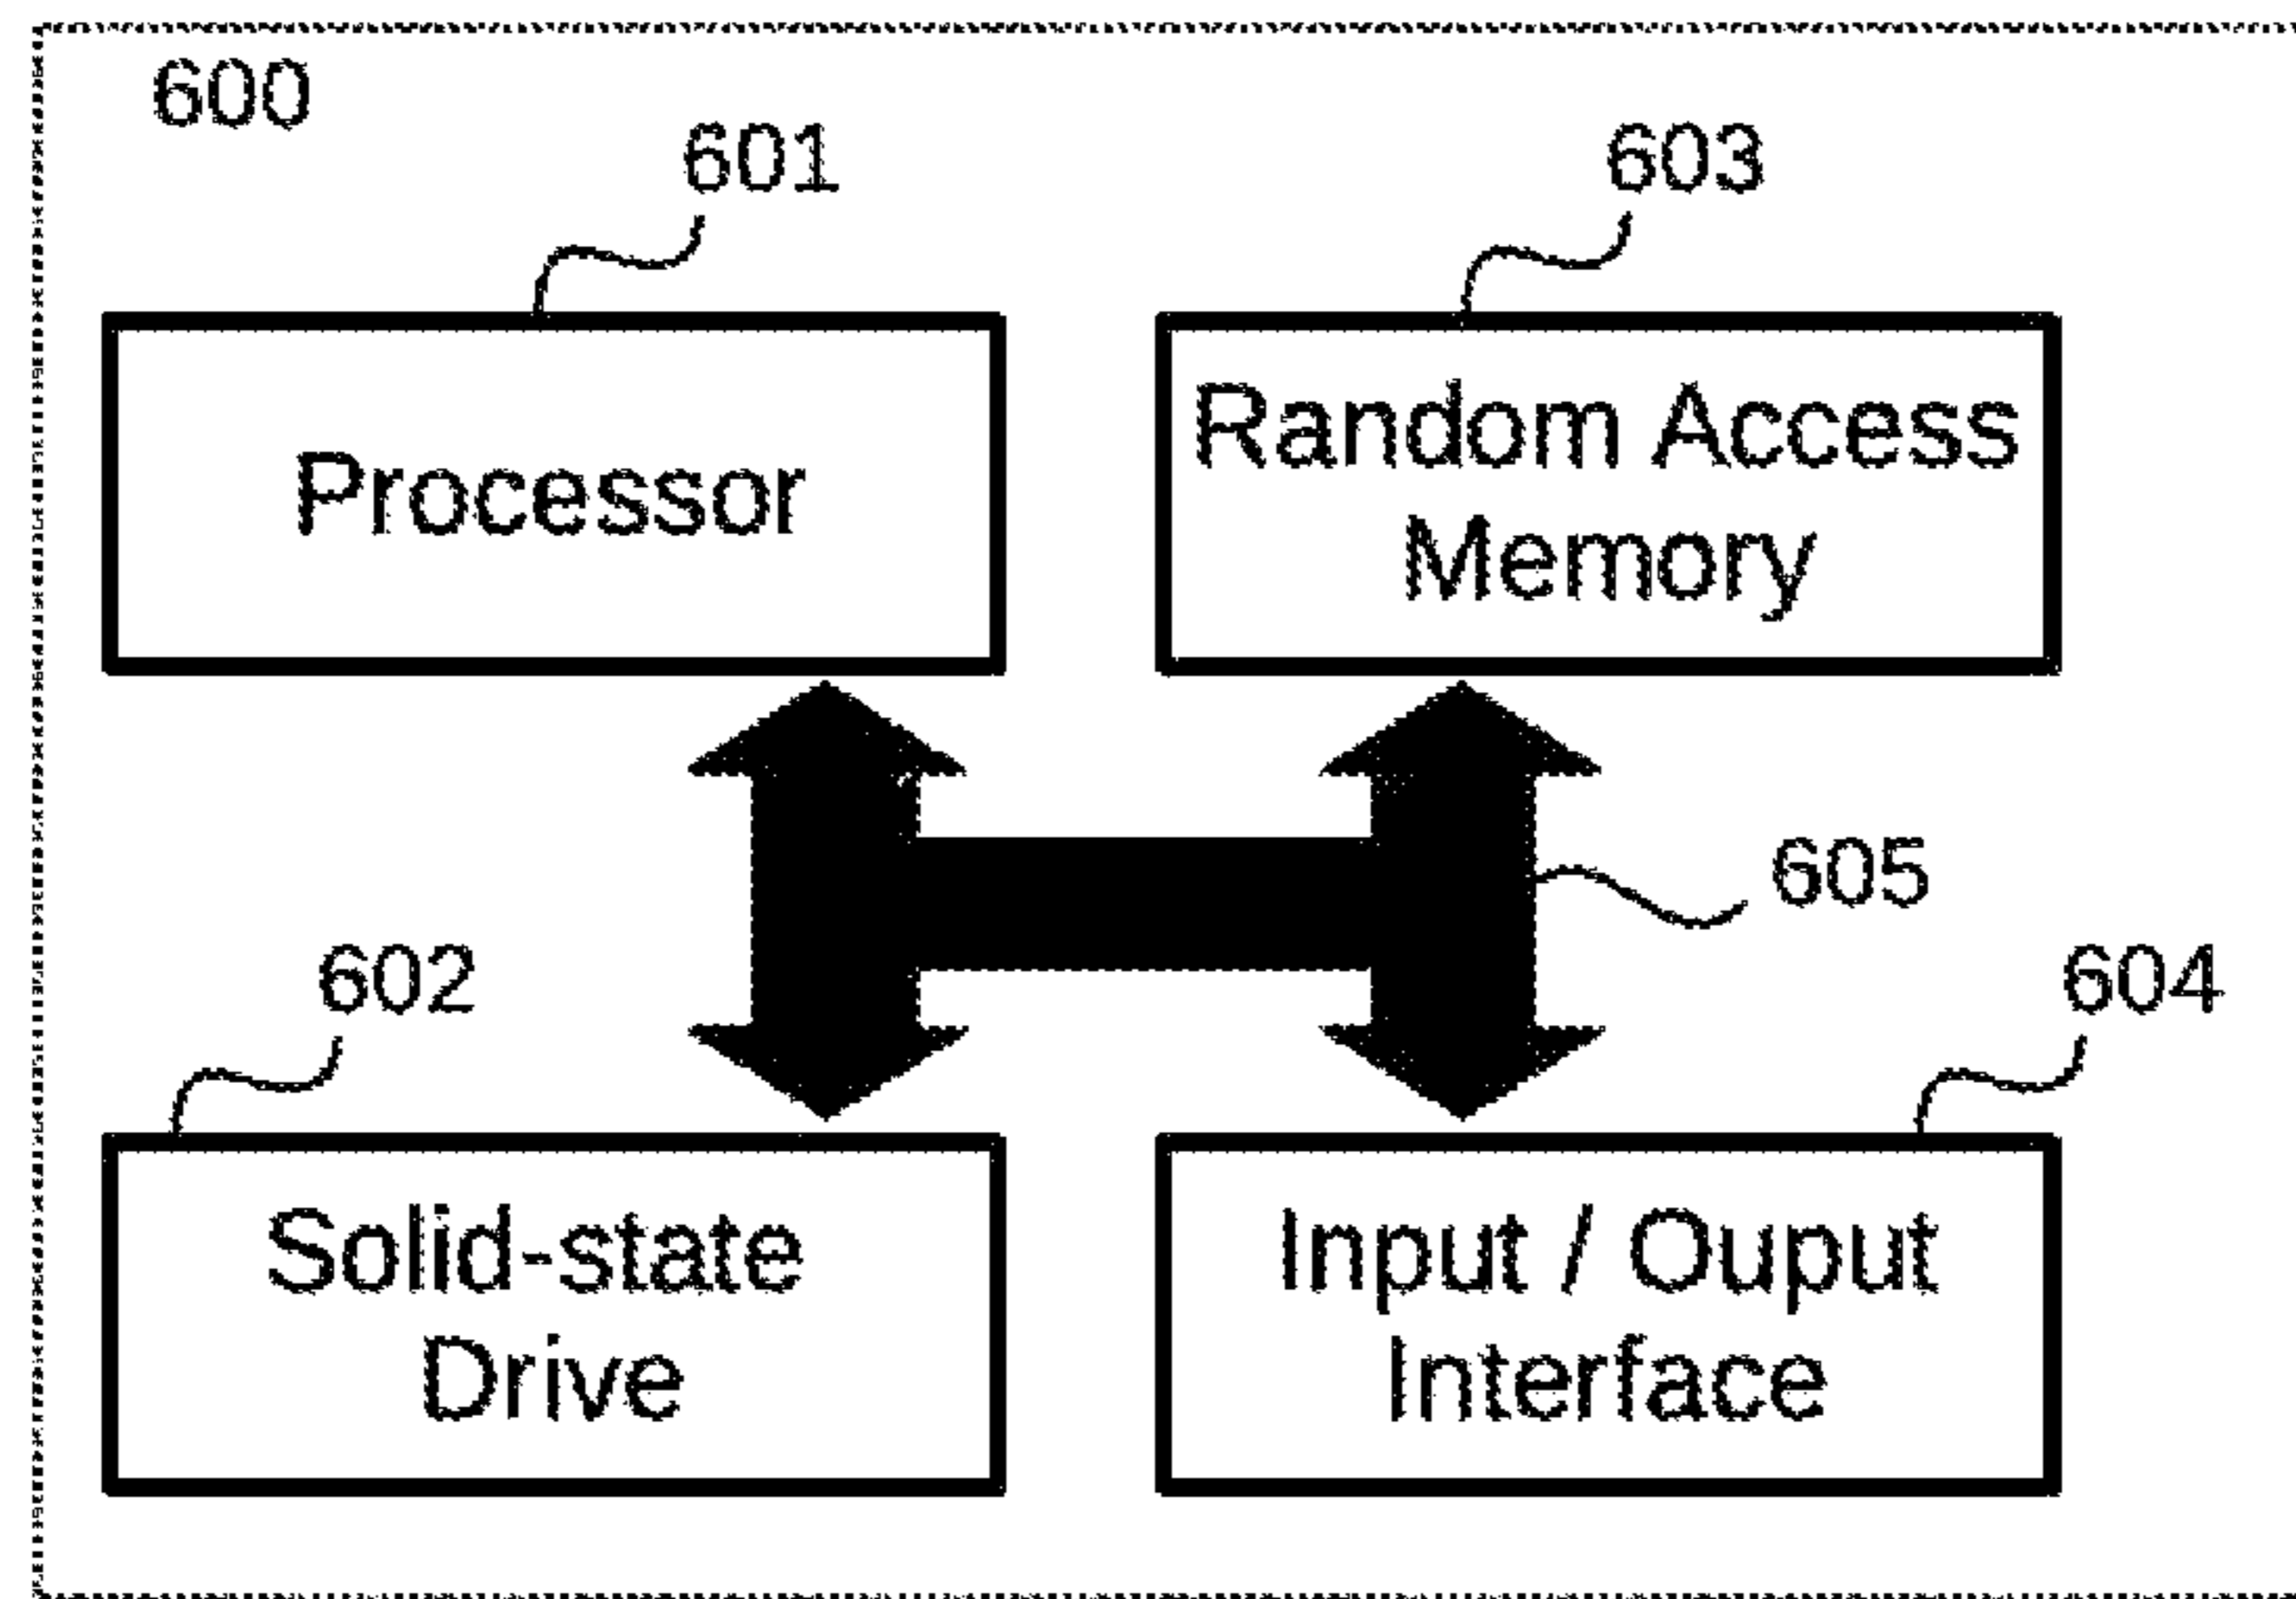 600
601
603
Processor
Random Access
Memory
605
602
604
Solid-state
Drive
Input / Ouput
Interface